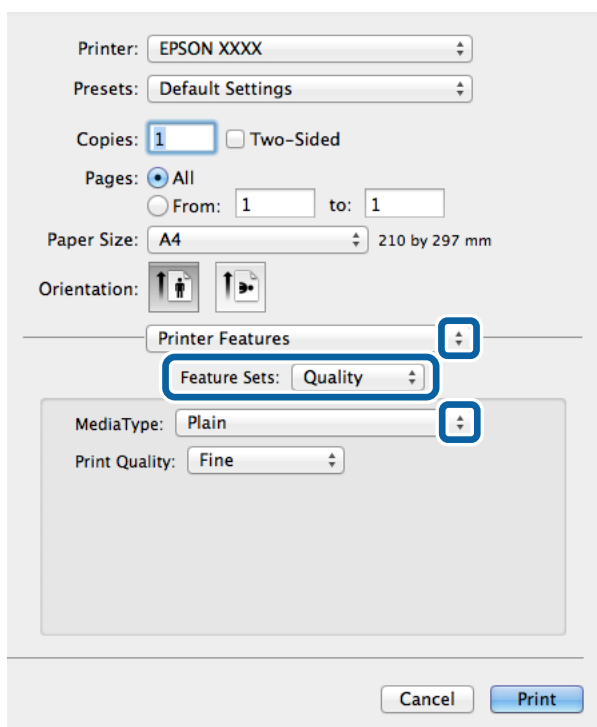 Printer: EPSON XXXX
Presets: Default Settings
Copies: 1 Two-Sided
Pages: All
From: 1 to: 1
Paper Size: A4 210 by 297 mm
Orientation:
Printer Features
Feature Sets: Quality
MediaType: Plain
Print Quality: Fine
Cancel Print